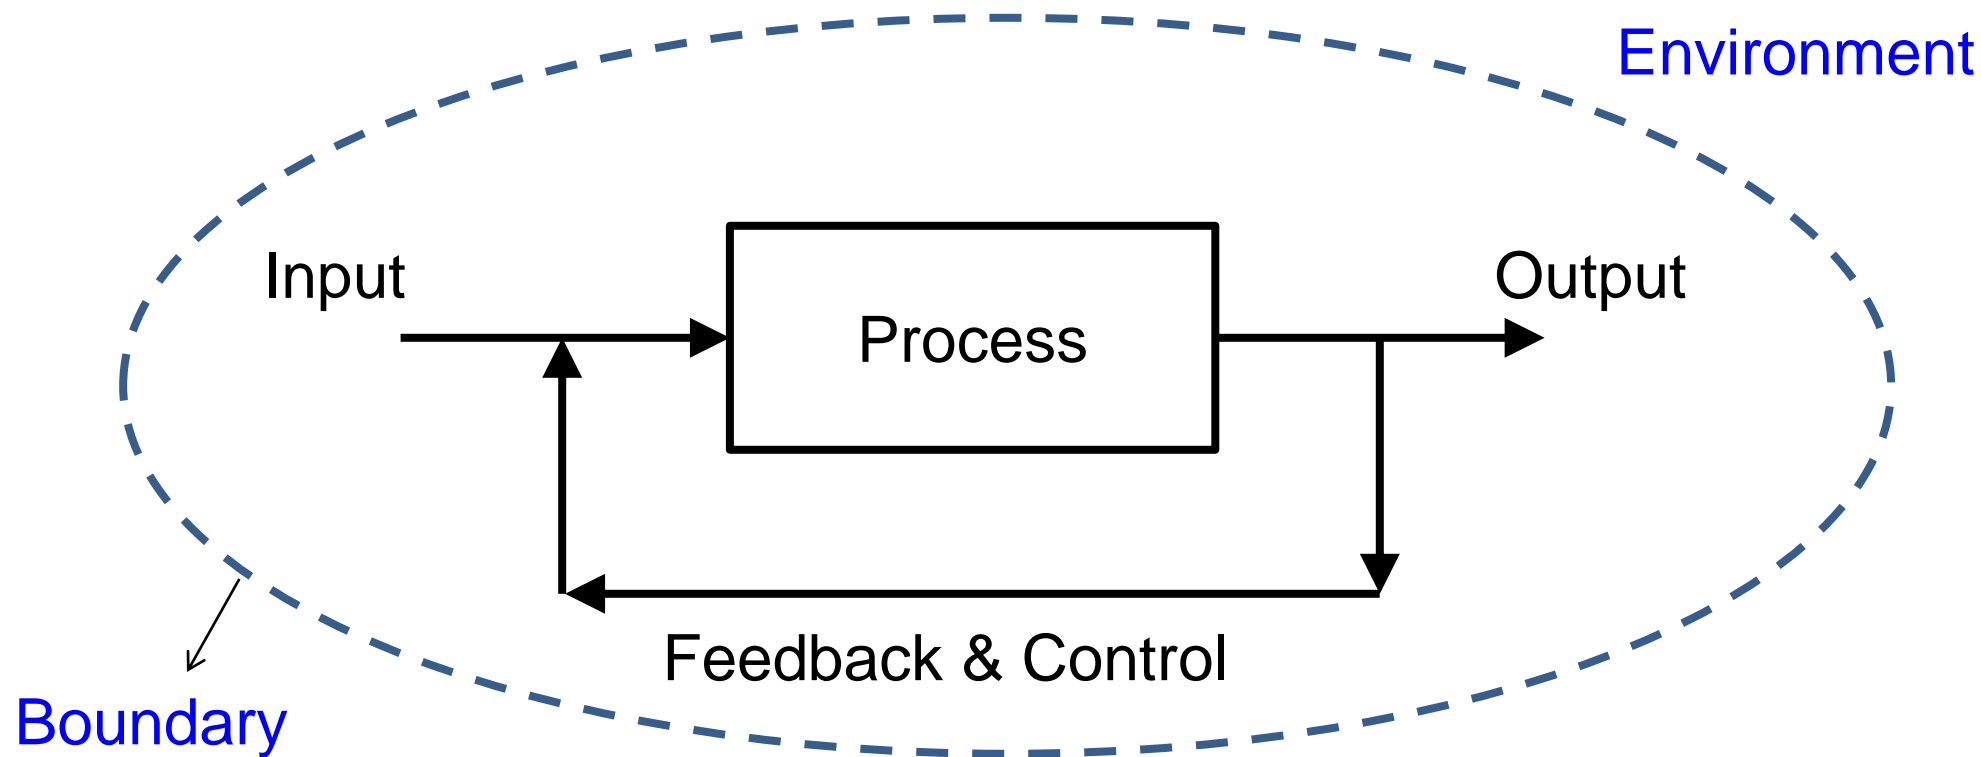 Environment
Input
Output
Process
Feedback & Control
Boundary